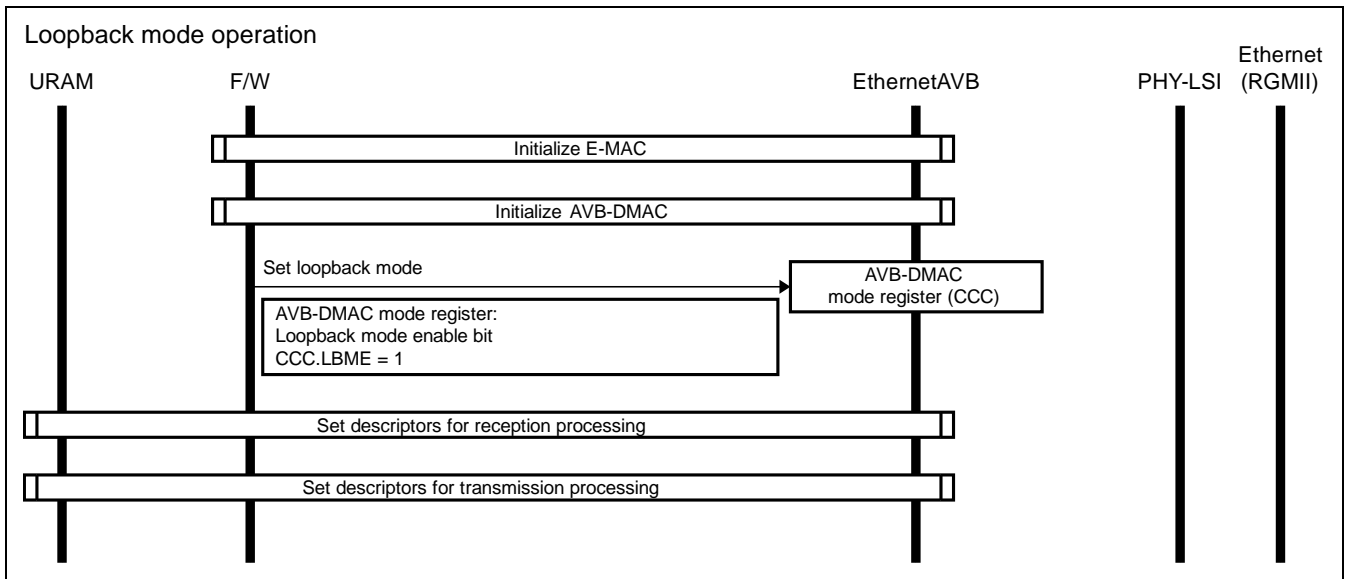 Loopback mode operation
URAM
F/W
EthernetAVB
PHY-LSI
Ethernet
(RGMII)
Initialize E-MAC
Initialize AVB-DMAC
Set loopback mode
AVB-DMAC
mode register (CCC)
AVB-DMAC mode register:
Loopback mode enable bit
CCC.LBME = 1
Set descriptors for reception processing
Set descriptors for transmission processing